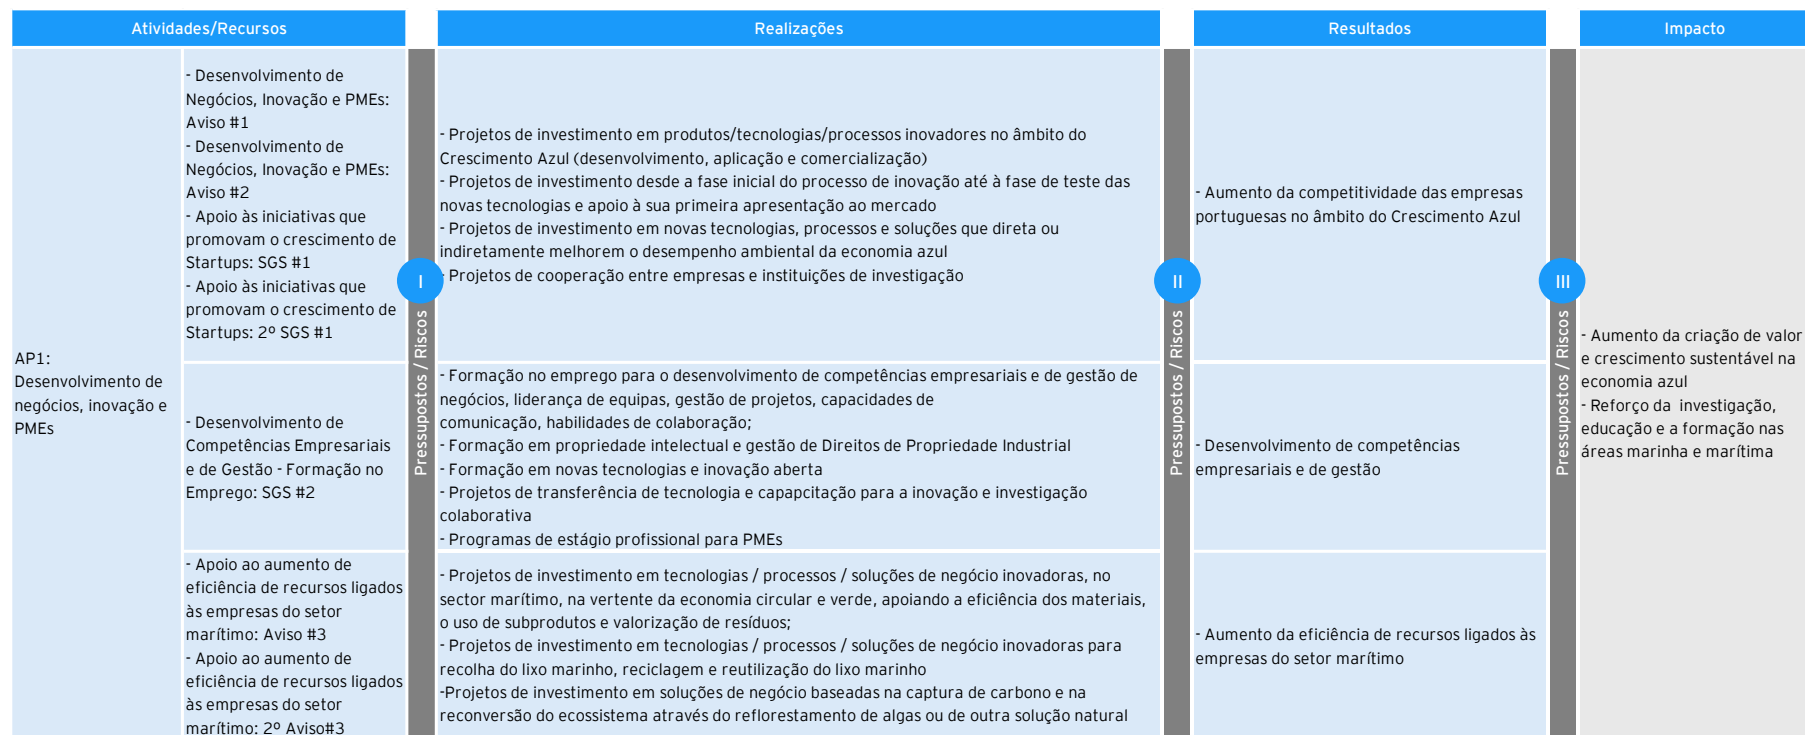 Atividades/Recursos
Realizações
Resultados
Impacto
AP1:
Desenvolvimento de
negócios, inovação e
PMEs
- Desenvolvimento de
Negócios, Inovação e PMEs:
Aviso #1
- Desenvolvimento de
Negócios, Inovação e PMEs:
Aviso #2
- Apoio às iniciativas que
promovam o crescimento de
Startups: SGS #1
- Apoio às iniciativas que
promovam o crescimento de
Startups: 2º SGS #1
I
Pressupostos / Riscos
- Projetos de investimento em produtos/tecnologias/processos inovadores no âmbito do
Crescimento Azul (desenvolvimento, aplicação e comercialização)
- Projetos de investimento desde a fase inicial do processo de inovação até à fase de teste das
novas tecnologias e apoio à sua primeira apresentação ao mercado
- Projetos de investimento em novas tecnologias, processos e soluções que direta ou
indiretamente melhorem o desempenho ambiental da economia azul
- Projetos de cooperação entre empresas e instituições de investigação
II
Pressupostos / Riscos
- Aumento da competitividade das empresas
portuguesas no âmbito do Crescimento Azul
III
Pressupostos / Riscos
- Aumento da criação de valor
e crescimento sustentável na
economia azul
- Reforço da  investigação,
educação e a formação nas
áreas marinha e marítima
- Desenvolvimento de
Competências Empresariais
e de Gestão - Formação no
Emprego: SGS #2
- Formação no emprego para o desenvolvimento de competências empresariais e de gestão de
negócios, liderança de equipas, gestão de projetos, capacidades de
comunicação, habilidades de colaboração;
- Formação em propriedade intelectual e gestão de Direitos de Propriedade Industrial
- Formação em novas tecnologias e inovação aberta
- Projetos de transferência de tecnologia e capapcitação para a inovação e investigação
colaborativa
- Programas de estágio profissional para PMEs
- Desenvolvimento de competências
empresariais e de gestão
- Apoio ao aumento de
eficiência de recursos ligados
às empresas do setor
marítimo: Aviso #3
- Apoio ao aumento de
eficiência de recursos ligados
às empresas do setor
marítimo: 2º Aviso#3
- Projetos de investimento em tecnologias / processos / soluções de negócio inovadoras, no
sector marítimo, na vertente da economia circular e verde, apoiando a eficiência dos materiais,
o uso de subprodutos e valorização de resíduos;
- Projetos de investimento em tecnologias / processos / soluções de negócio inovadoras para
recolha do lixo marinho, reciclagem e reutilização do lixo marinho
-Projetos de investimento em soluções de negócio baseadas na captura de carbono e na
reconversão do ecossistema através do reflorestamento de algas ou de outra solução natural
- Aumento da eficiência de recursos ligados às
empresas do setor marítimo